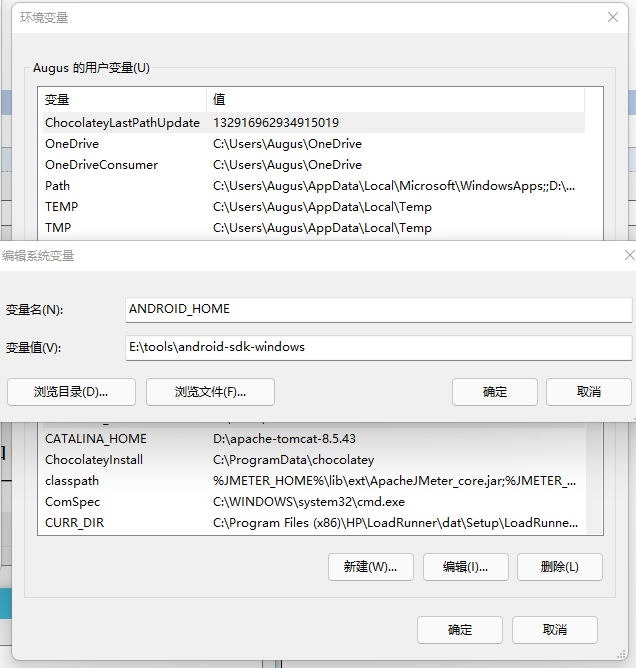 环境变量
Augus 的用户变量(U)
变量 值
ChocolateyLastPathUpdate 132916962934915019
OneDrive C:\Users\Augus\OneDrive
OneDriveConsumer C:\Users\Augus\OneDrive
Path C:\Users\Augus\AppData\Local\Microsoft\WindowsApps;;D:\...
TEMP C:\Users\Augus\AppData\Local\Temp
TMP C:\Users\Augus\AppData\Local\Temp
编辑系统变量
变量名(N): ANDROID_HOME
变量值(V): E:\tools\android-sdk-windows
浏览目录(D)... 浏览文件(F)... 确定 取消
CATALINA_HOME D:\apache-tomcat-8.5.43
ChocolateyInstall C:\ProgramData\chocolatey
classpath %JMETER_HOME%\lib\ext\ApacheJMeter_core.jar;%JMETER_...
ComSpec C:\WINDOWS\system32\cmd.exe
CURR_DIR C:\Program Files (x86)\HP\LoadRunner\dat\Setup\LoadRunne...
新建(W)... 编辑(I)... 删除(L)
确定 取消